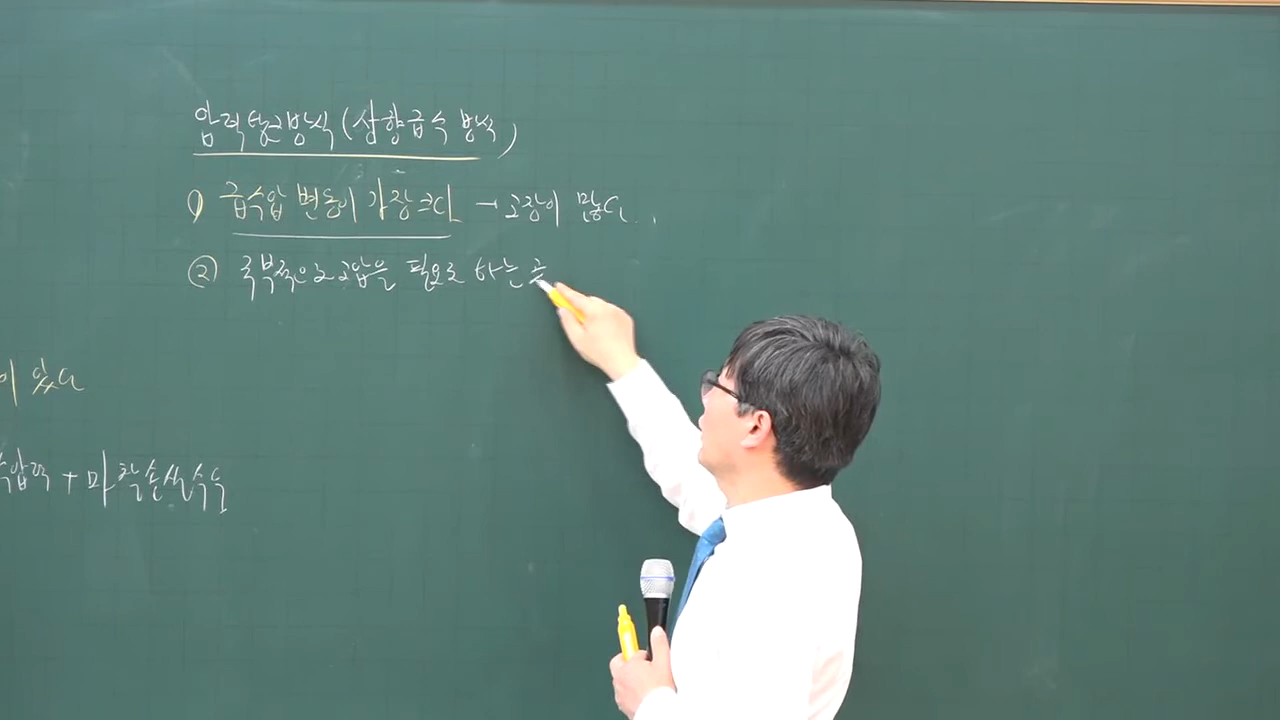 압력탱크방식(상향급수 방식)
1) 급수압 변동이 가장 크다 → 고장이 많다..
② 국부적으로 고압을 필요로 하는
이 있다
수압력 + 마찰손실수두